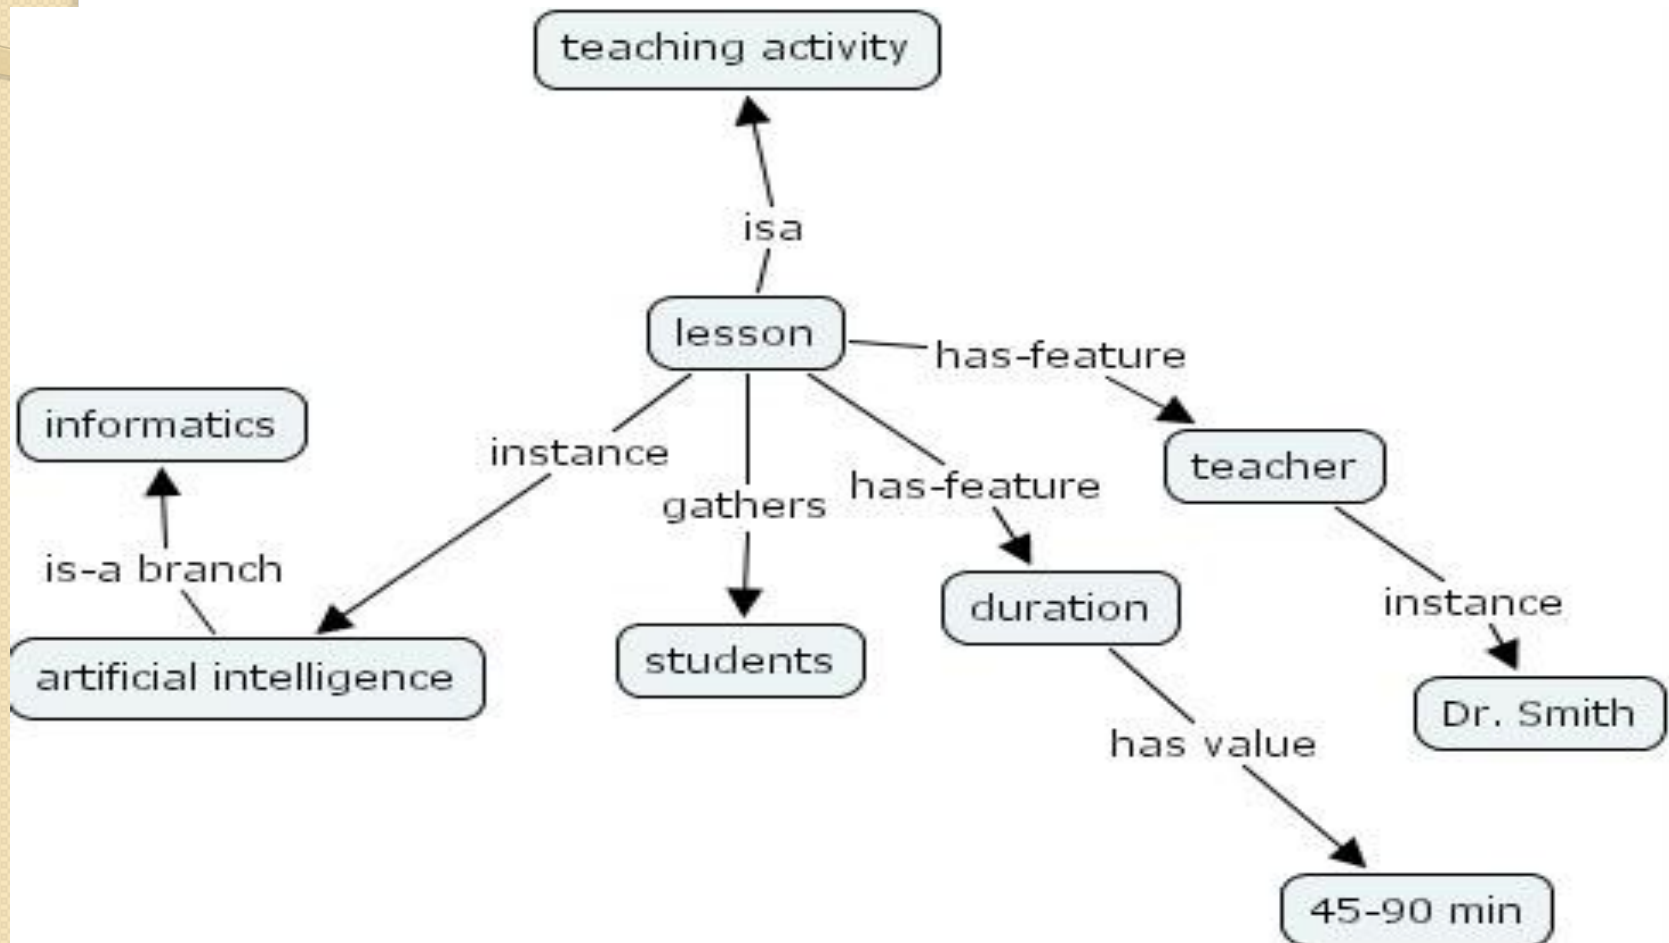 teaching activity
isa
lesson
has-feature
informatics
instance
teacher
gathers
has-feature
is-a branch
duration
instance
artificial intelligence
students
Dr. Smith
has value
45-90 min